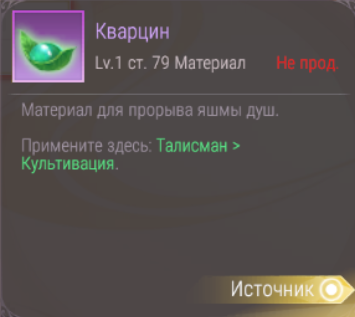 Кварцин
Lv.1 ст. 79 Материал Не прод.
Материал для прорыва яшмы душ.
Примените здесь: Талисман >
Культивация.
Источник